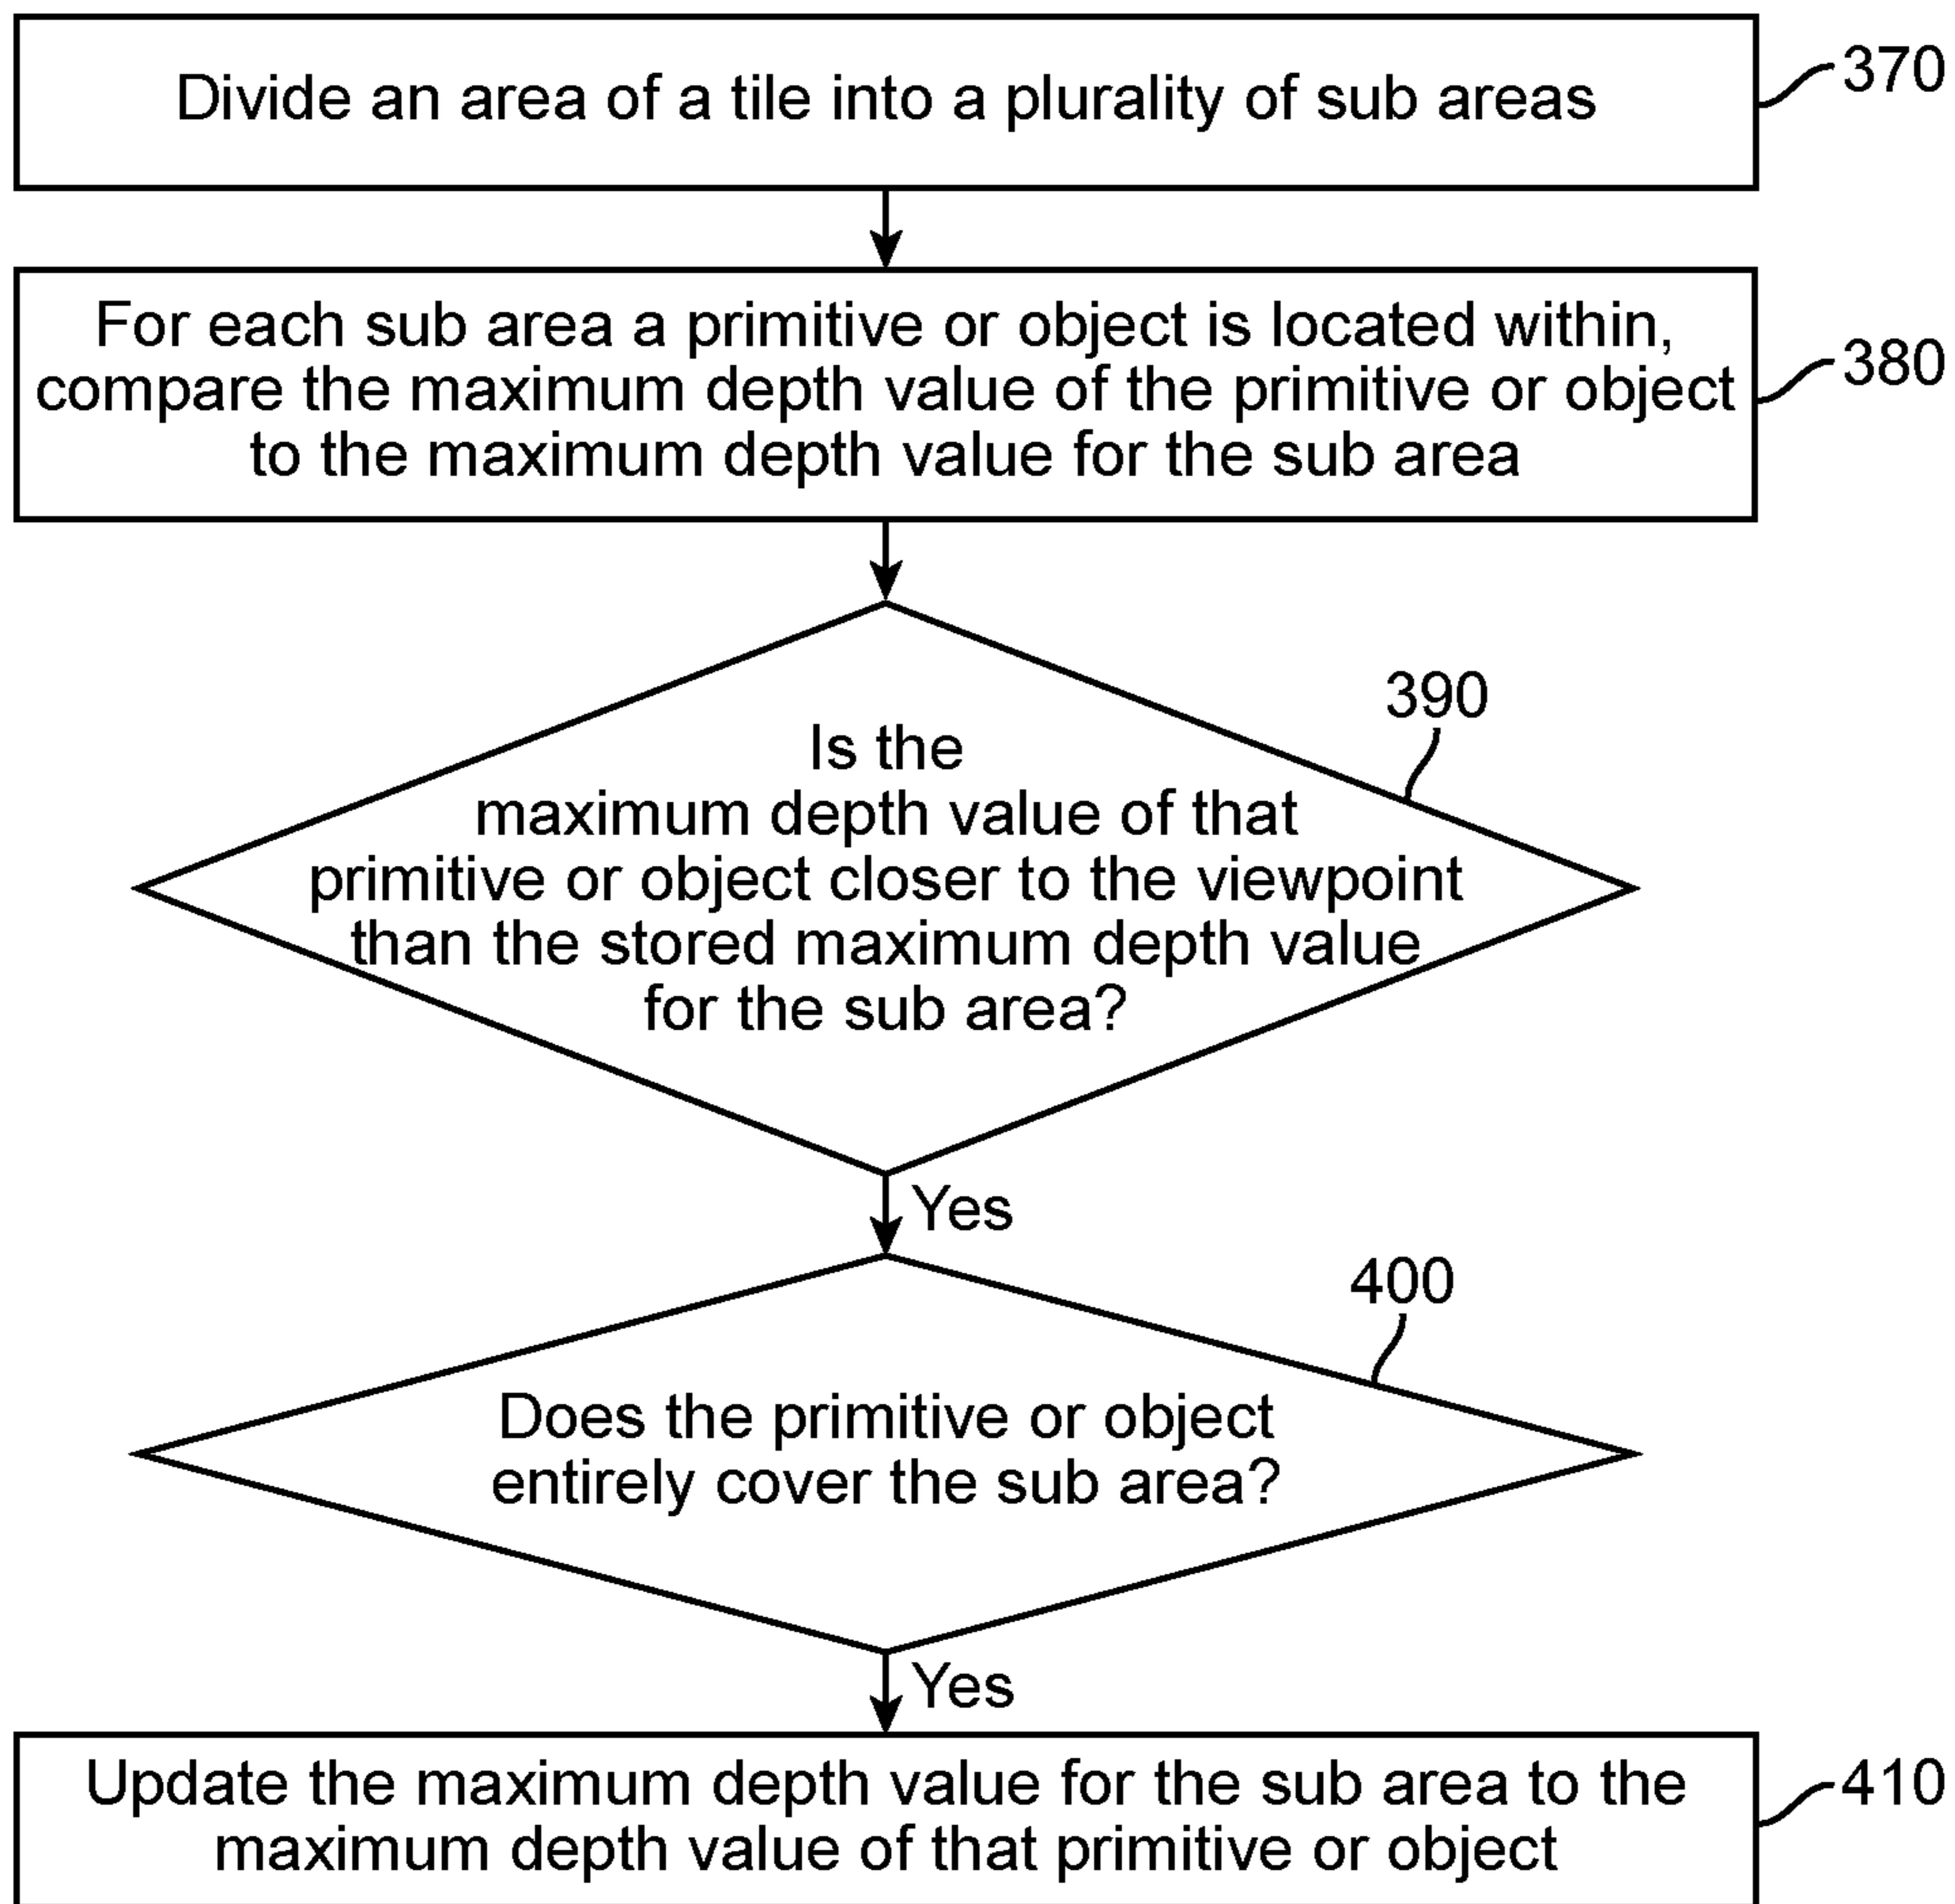 Divide an area of a tile into a plurality of sub areas
370
For each sub area a primitive or object is located within,
compare the maximum depth value of the primitive or object
to the maximum depth value for the sub area
380
390
Is the
maximum depth value of that
primitive or object closer to the viewpoint
than the stored maximum depth value
for the sub area?
Yes
400
Does the primitive or object
entirely cover the sub area?
Yes
Update the maximum depth value for the sub area to the
maximum depth value of that primitive or object
410